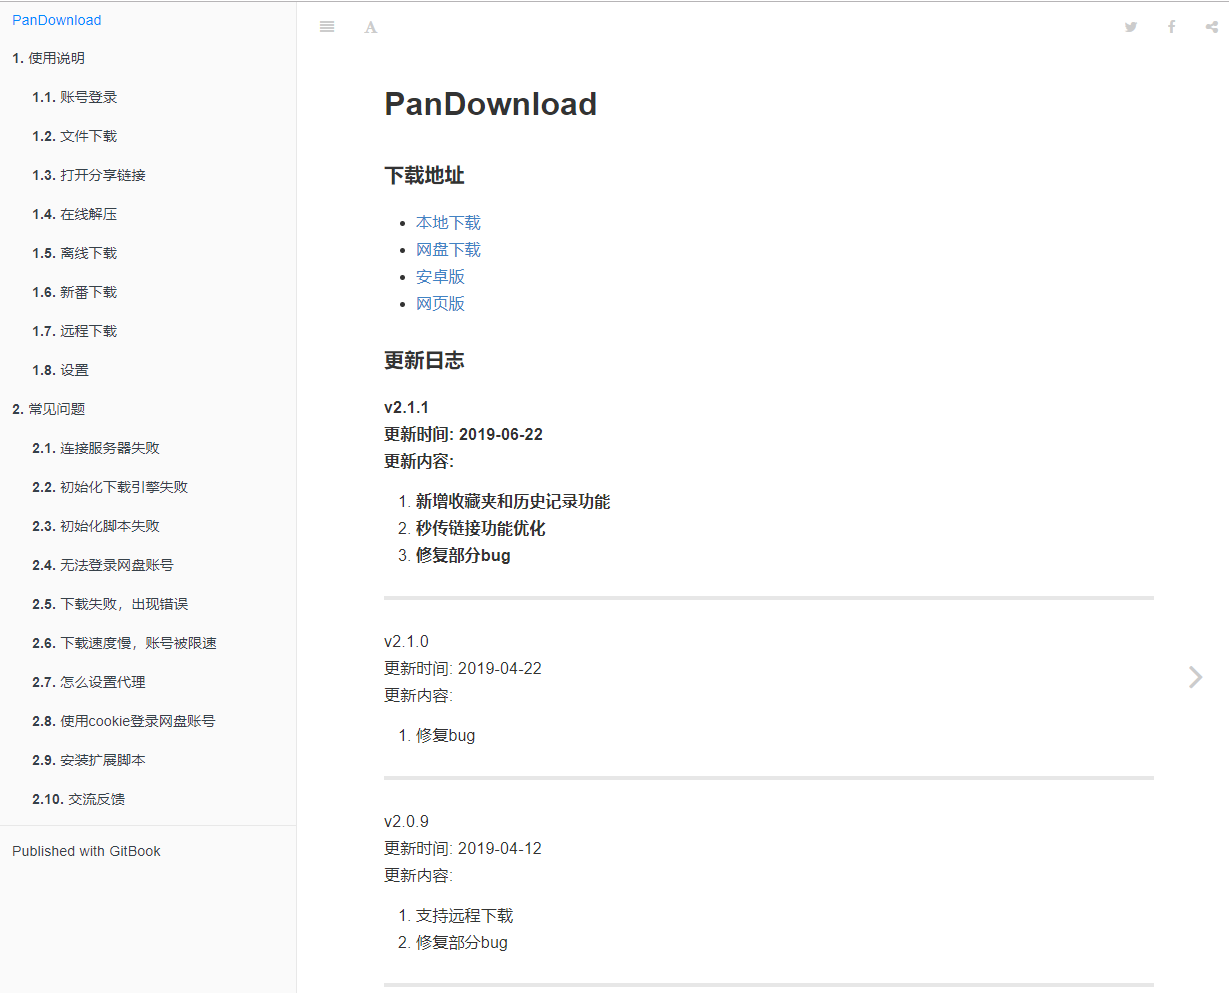 PanDownload
1. 使用说明
1.1. 账号登录
1.2. 文件下载
1.3. 打开分享链接
1.4. 在线解压
1.5. 离线下载
1.6. 新番下载
1.7. 远程下载
1.8. 设置
2. 常见问题
2.1. 连接服务器失败
2.2. 初始化下载引擎失败
2.3. 初始化脚本失败
2.4. 无法登录网盘账号
2.5. 下载失败，出现错误
2.6. 下载速度慢，账号被限速
2.7. 怎么设置代理
2.8. 使用cookie登录网盘账号
2.9. 安装扩展脚本
2.10. 交流反馈
Published with GitBook
A
PanDownload
下载地址
• 本地下载
• 网盘下载
• 安卓版
• 网页版
更新日志
v2.1.1
更新时间: 2019-06-22
更新内容:
1. 新增收藏夹和历史记录功能
2. 秒传链接功能优化
3. 修复部分bug
v2.1.0
更新时间: 2019-04-22
更新内容:
1. 修复bug
v2.0.9
更新时间: 2019-04-12
更新内容:
1. 支持远程下载
2. 修复部分bug